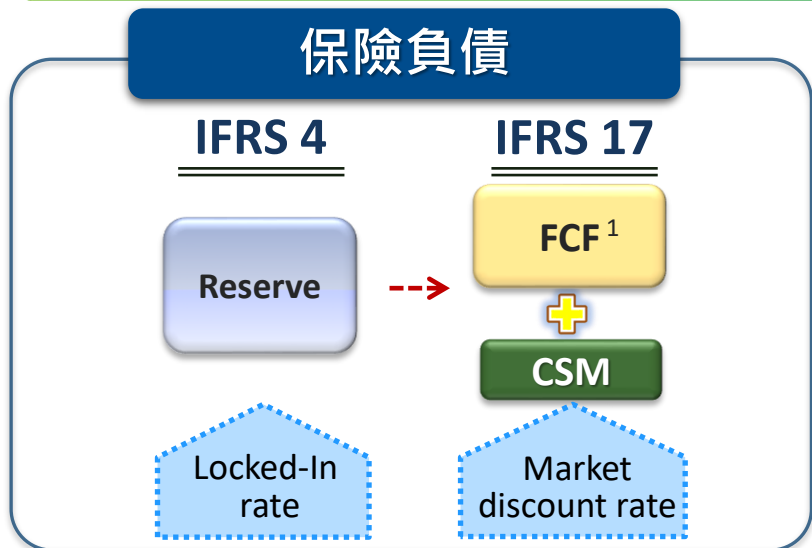 保險負債
IFRS 4
IFRS 17
Reserve
FCF 1
CSM
Locked-In
rate
Market
discount rate